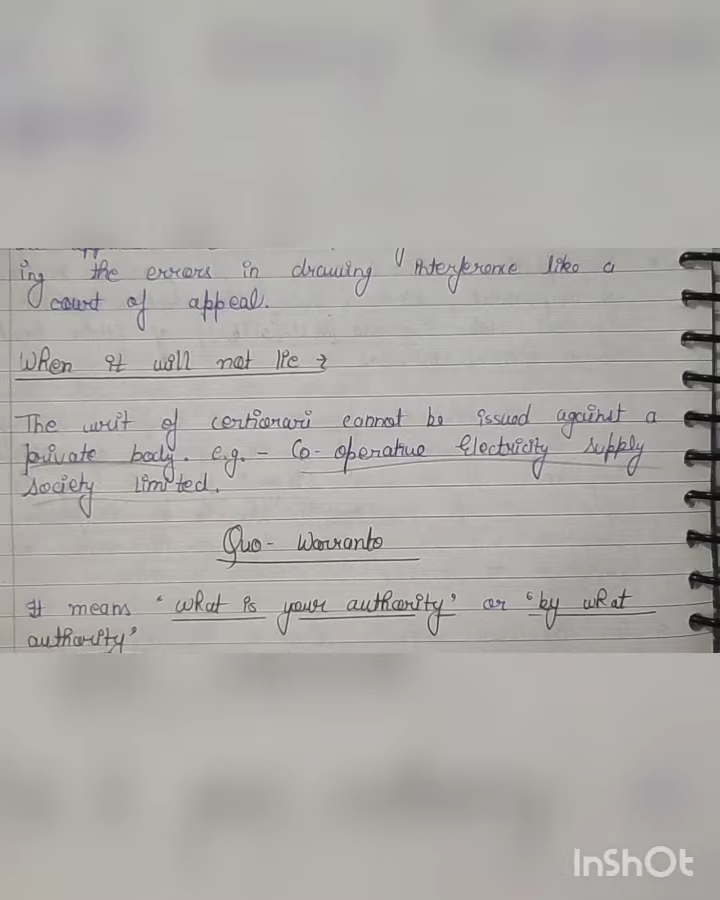 ing the errors in drawing interference like a
court of appeal.
When it will not lie ?
The writ of certiorari cannot be issued against a
private body. e.g. - Co-operative Electricity supply
society limited.
Quo- Warranto
It means 'what is your authority' or 'by what
authority'
InShOt